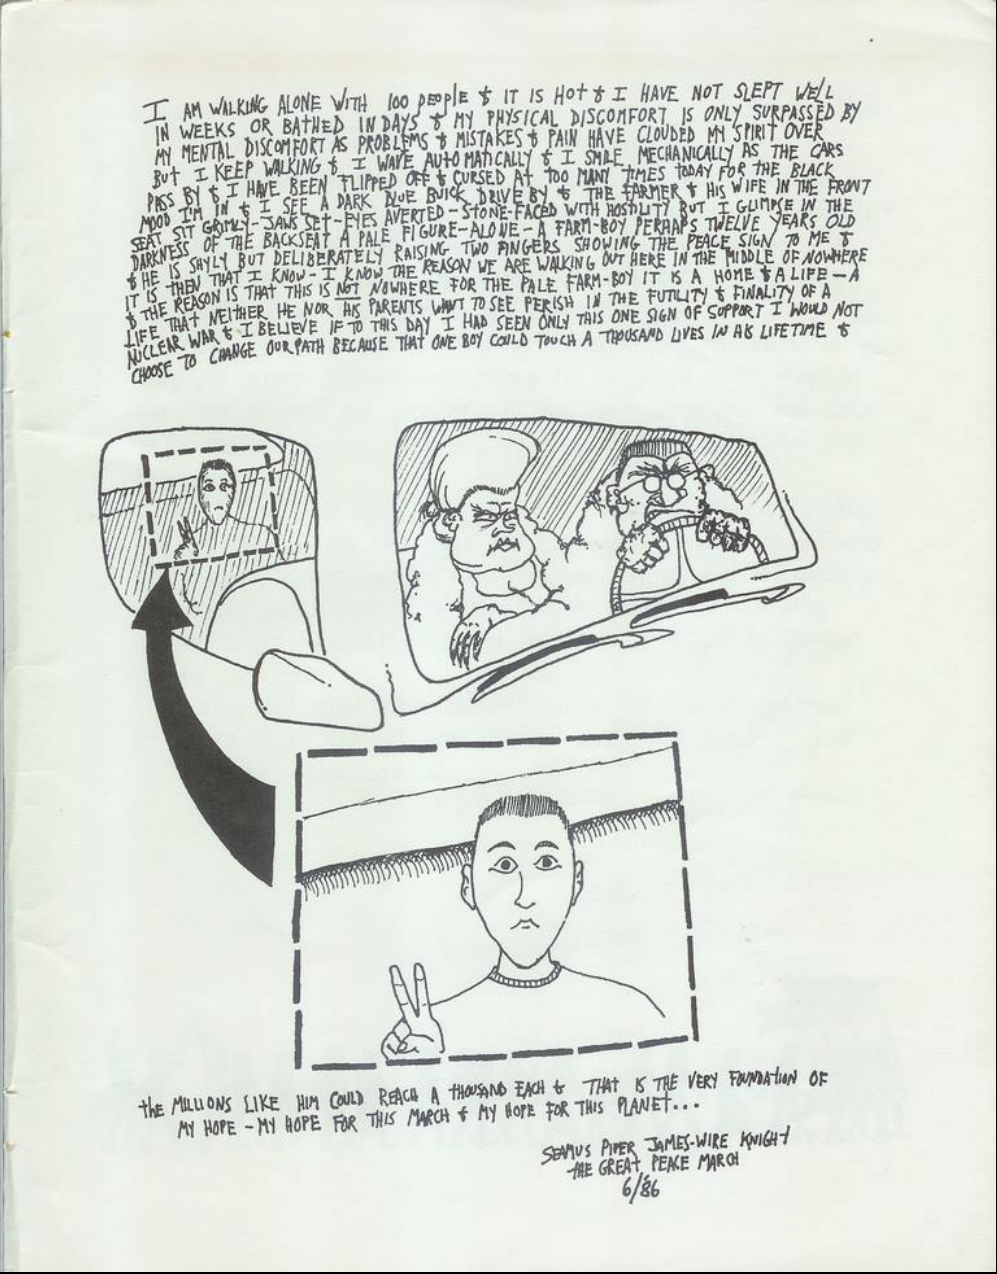 I AM WALKING ALONE WITH 100 PEOPLE & IT IS HOT & I HAVE NOT SLEPT WELL
IN WEEKS OR BATHED IN DAYS & MY PHYSICAL DISCOMFORT IS ONLY SURPASSED BY
MY MENTAL DISCOMFORT AS PROBLEMS & MISTAKES & PAIN HAVE CLOUDED MY SPIRIT OVER
BUT I KEEP WALKING & I WAVE AUTOMATICALLY & I SMILE MECHANICALLY AS THE CARS
PASS BY & I HAVE BEEN FLIPPED OFF & CURSED AT TOO MANY TIMES TODAY FOR THE BLACK
MOOD I'M IN & I SEE A DARK BLUE BUICK DRIVE BY & THE FARMER & HIS WIFE IN THE FRONT
SEAT SIT GRIMLY-JAWS SET-EYES AVERTED-STONE-FACED WITH HOSTILITY BUT I GLIMPSE IN THE
DARKNESS OF THE BACKSEAT A PALE FIGURE-ALONE-A FARM-BOY PERHAPS TWELVE YEARS OLD
& HE IS SHYLY BUT DELIBERATELY RAISING TWO FINGERS SHOWING THE PEACE SIGN TO ME &
IT IS THEN THAT I KNOW-I KNOW THE REASON WE ARE WALKING OUT HERE IN THE MIDDLE OF NOWHERE
& THE REASON IS THAT THIS IS NOT NOWHERE FOR THE PALE FARM-BOY IT IS A HOME & A LIFE-A
LIFE THAT NEITHER HE NOR HIS PARENTS WANT TO SEE PERISH IN THE FUTILITY & FINALITY OF A
NUCLEAR WAR & I BELIEVE IF TO THIS DAY I HAD SEEN ONLY THIS ONE SIGN OF SUPPORT I WOULD NOT
CHOOSE TO CHANGE OUR PATH BECAUSE THAT ONE BOY COULD TOUCH A THOUSAND LIVES IN HIS LIFETIME &
the MILLIONS LIKE HIM COULD REACH A THOUSAND EACH & THAT IS THE VERY FOUNDATION OF
MY HOPE-MY HOPE FOR THIS MARCH & MY HOPE FOR THIS PLANET...
SEAMUS PIPER JAMES-WIRE KNIGHT
THE GREAT PEACE MARCH
6/86